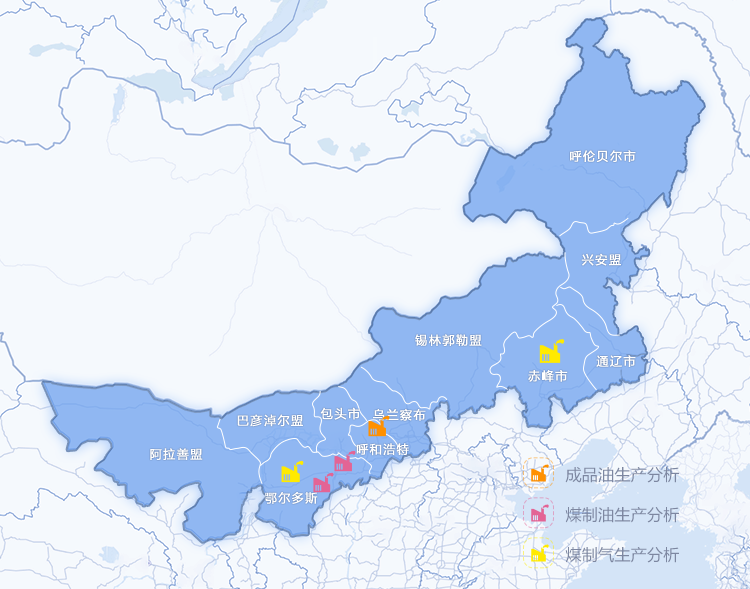 呼伦贝尔市
兴安盟
锡林郭勒盟
通辽市
赤峰市
包头市
乌兰察布
巴彦淖尔盟
呼和浩特
阿拉善盟
鄂尔多斯
成品油生产分析
煤制油生产分析
煤制气生产分析